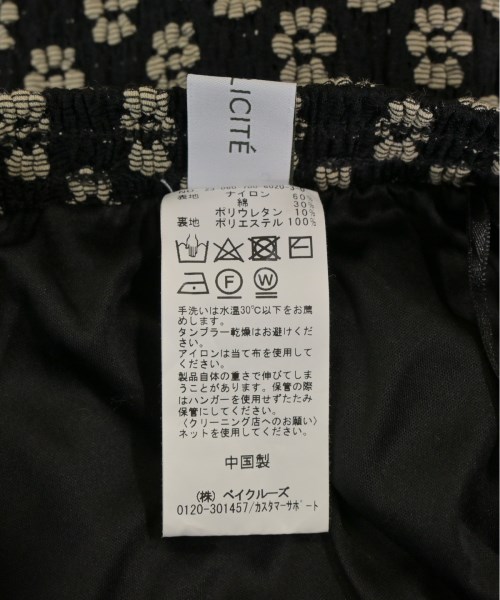 LICITÉ
表地 ナイロン 60%
綿 30%
ポリウレタン 10%
裏地 ポリエステル 100%
F W
手洗いは水温30℃以下をお薦
めします。
タンブラー乾燥はお避けくだ
さい。
アイロンは当て布を使用して
ください。
製品自体の重さで伸びてしま
うことがあります。保管の際
はハンガーを使用せずたたみ
保管にしてください。
〈クリーニング店へのお願い〉
ネットを使用してください。
中国製
(株) ベイクルーズ
0120-301457/カスタマーサポート